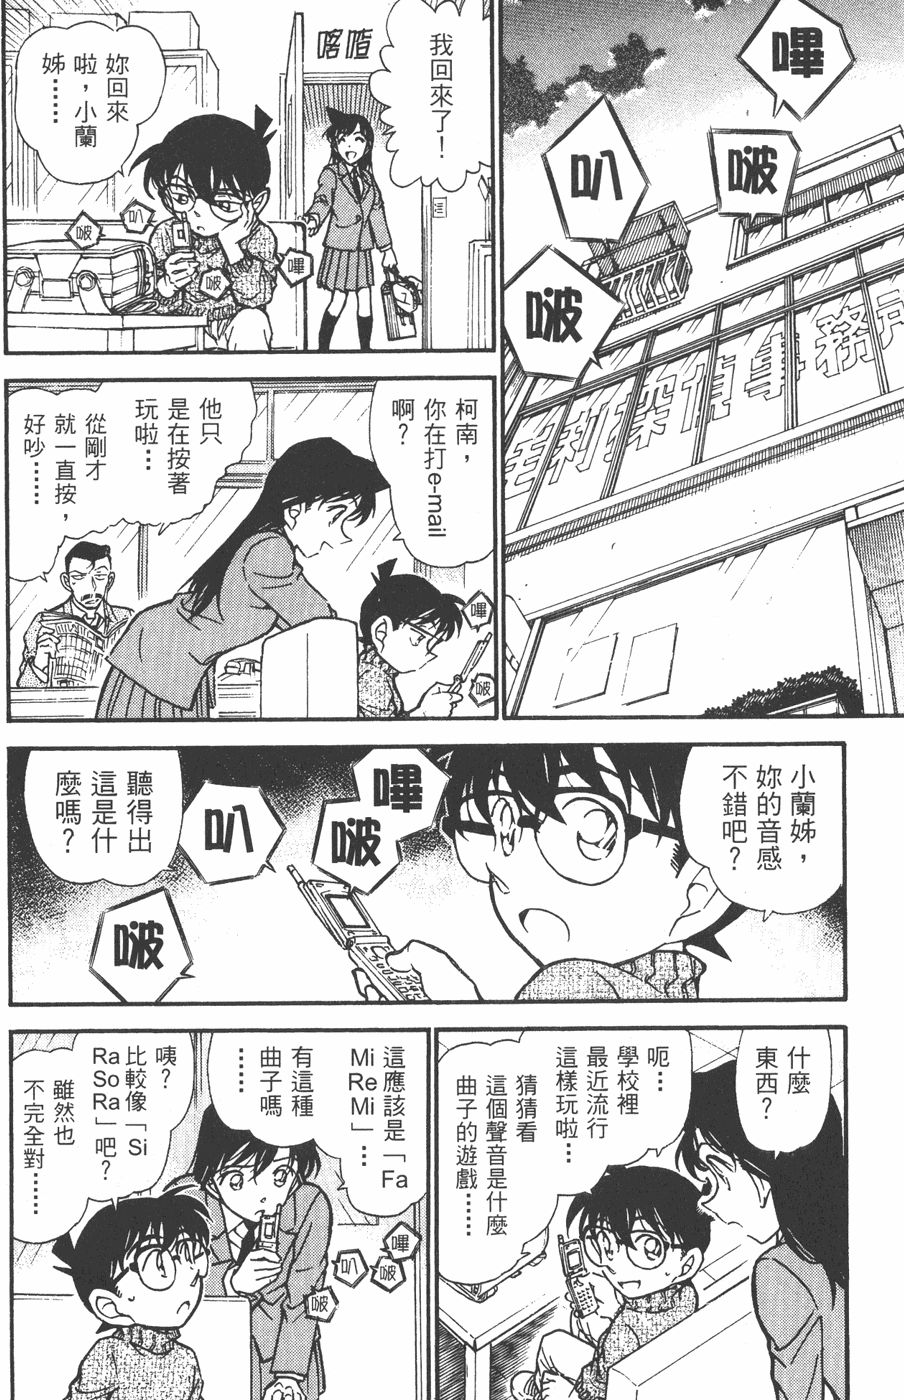 嗶
啵
叭
啵
毛利偵探事務所
喀喳
我回來了！
妳回來
啦，小蘭
姊……
叭
啵
啵
嗶
柯南，
你在打e-mail
啊？
他只
是在按著
玩啦…
從剛才
就一直按，
好吵……
嗶
啵
小蘭姊，
妳的音感
不錯吧？
嗶
啵
叭
啵
聽得出
這是什
麼嗎？
什麼
東西？
呃…
學校裡
最近流行
這樣玩啦…
猜猜看
這個聲音是什麼
曲子的遊戲……
這應該是「Fa
Mi Re Mi」…
有這種
曲子嗎
……
嗶
啵
叭
啵
咦？
比較像「Si
Ra So Ra」吧？
雖然也
不完全對……